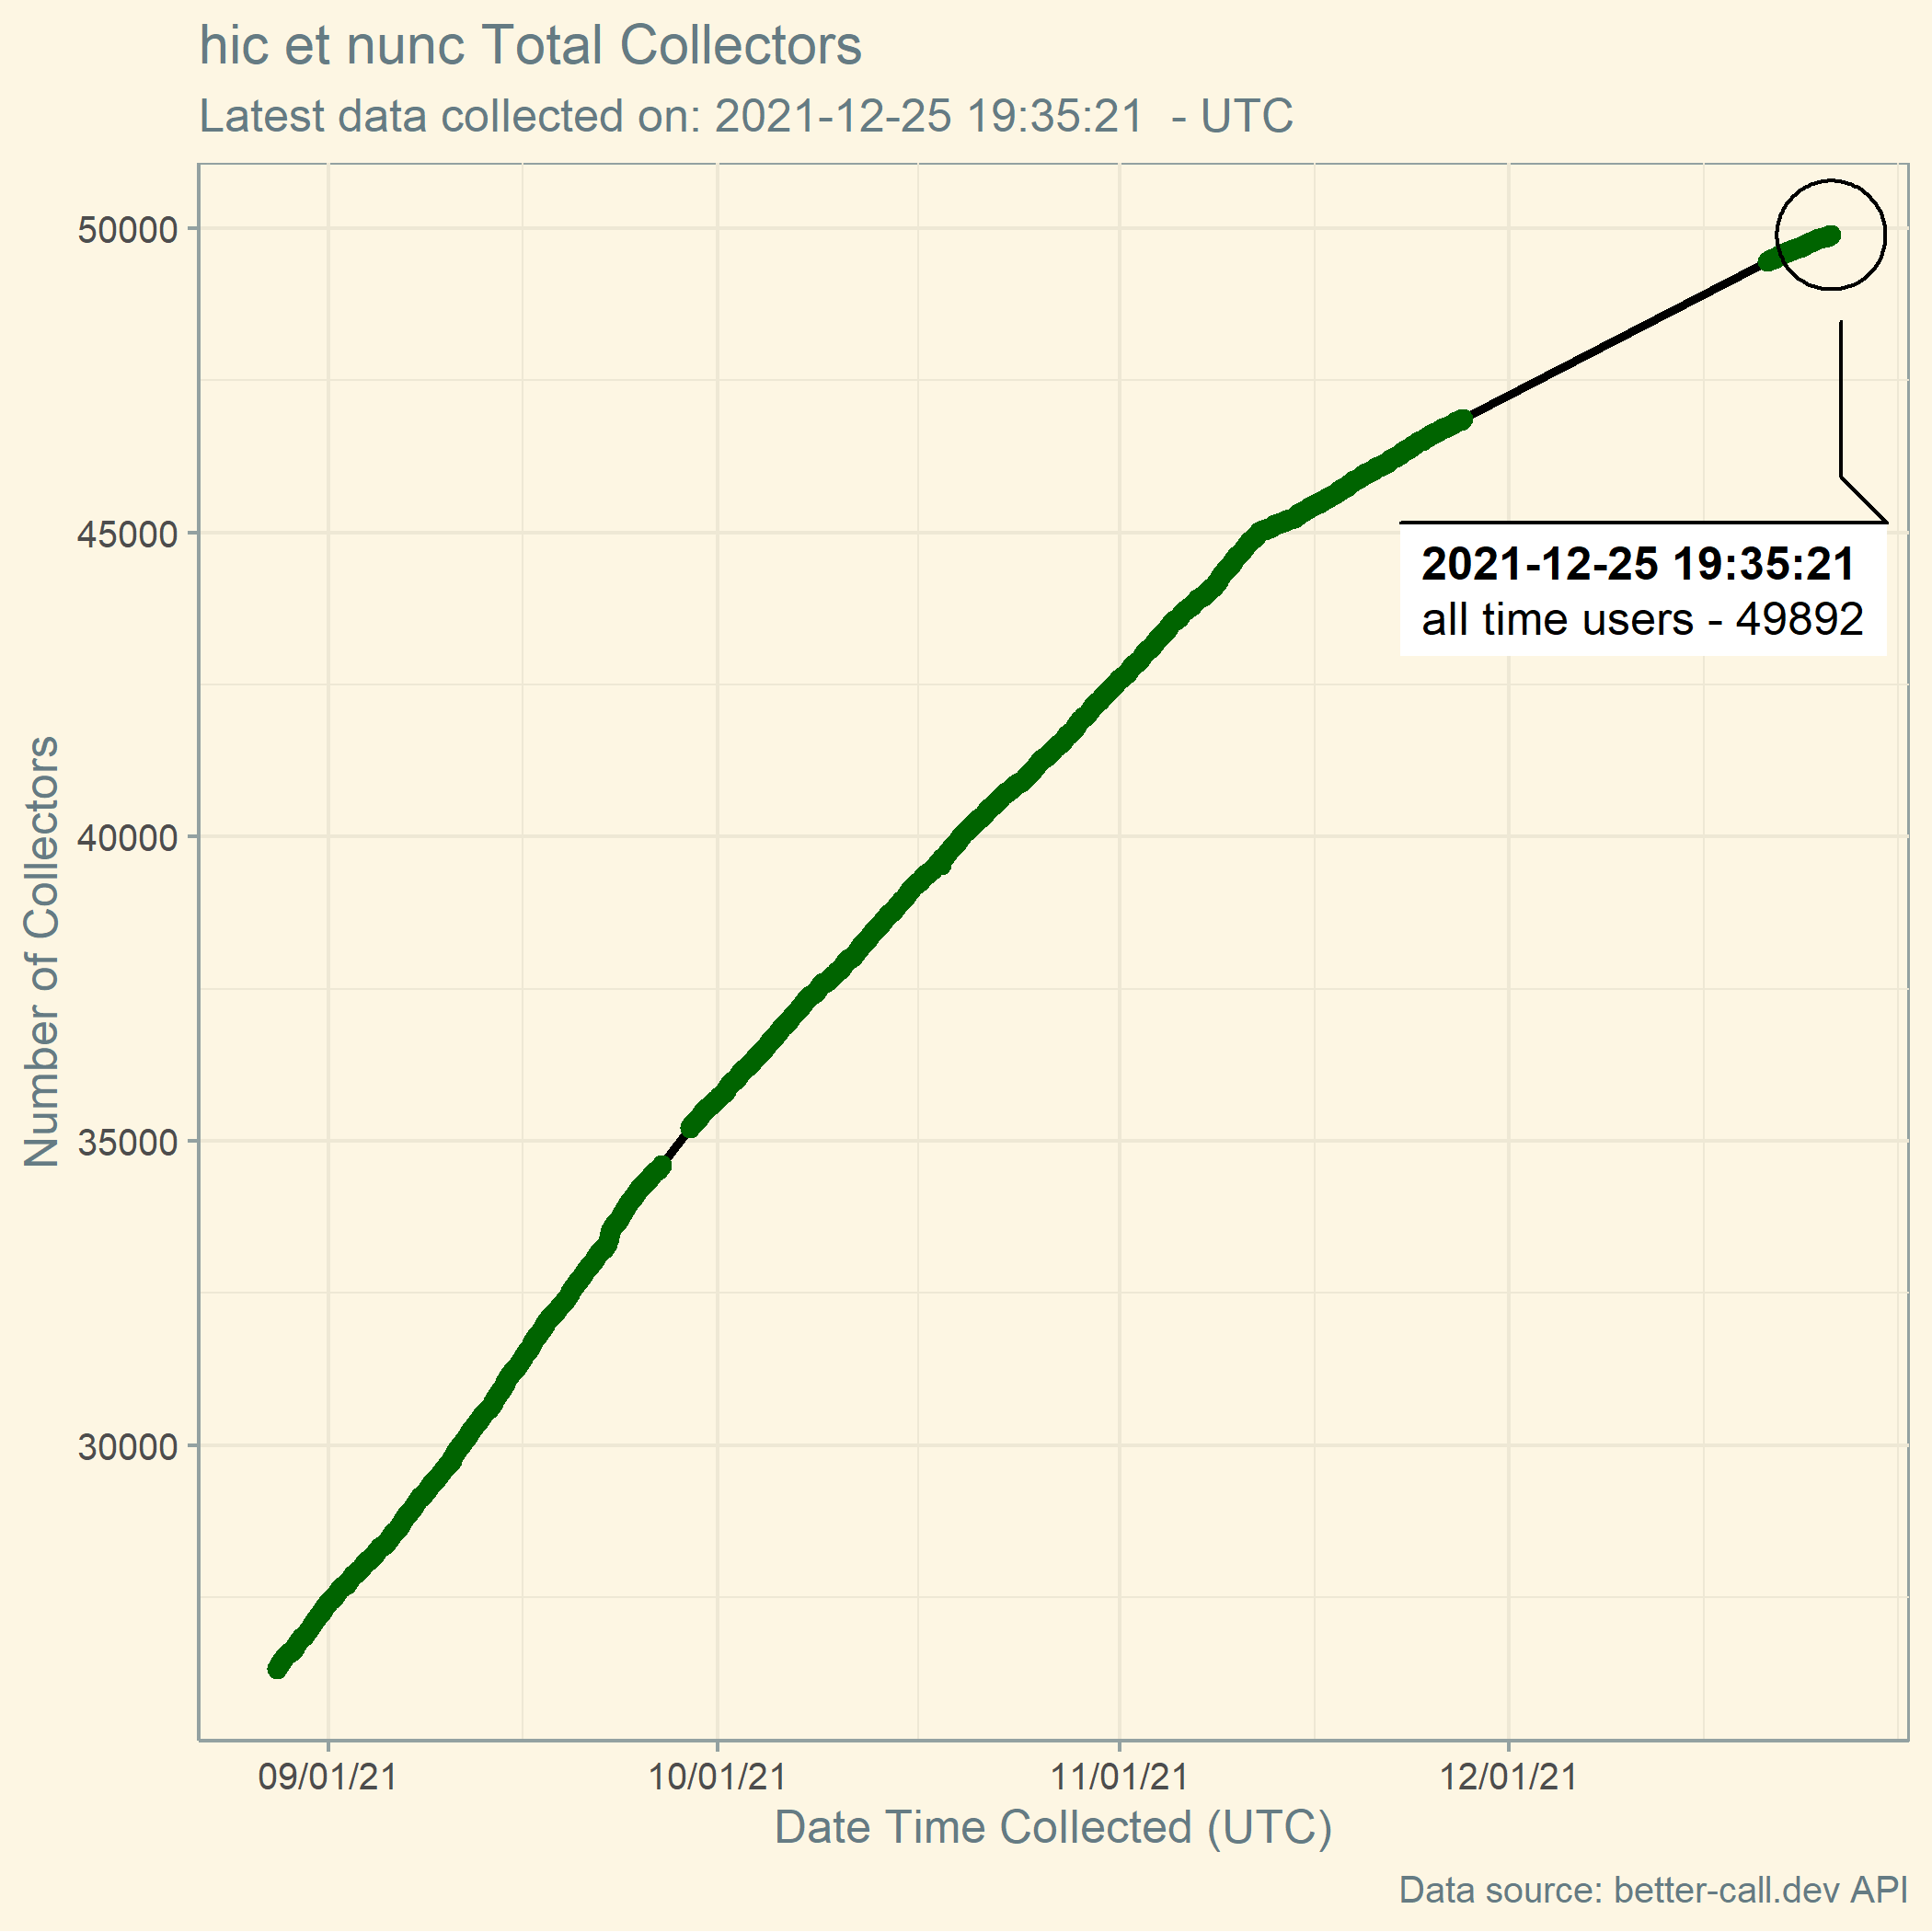 hic et nunc Total Collectors
Latest data collected on: 2021-12-25 19:35:21  - UTC
50000
45000
40000
35000
30000
Number of Collectors
2021-12-25 19:35:21
all time users - 49892
09/01/21 10/01/21 11/01/21 12/01/21
Date Time Collected (UTC)
Data source: better-call.dev API